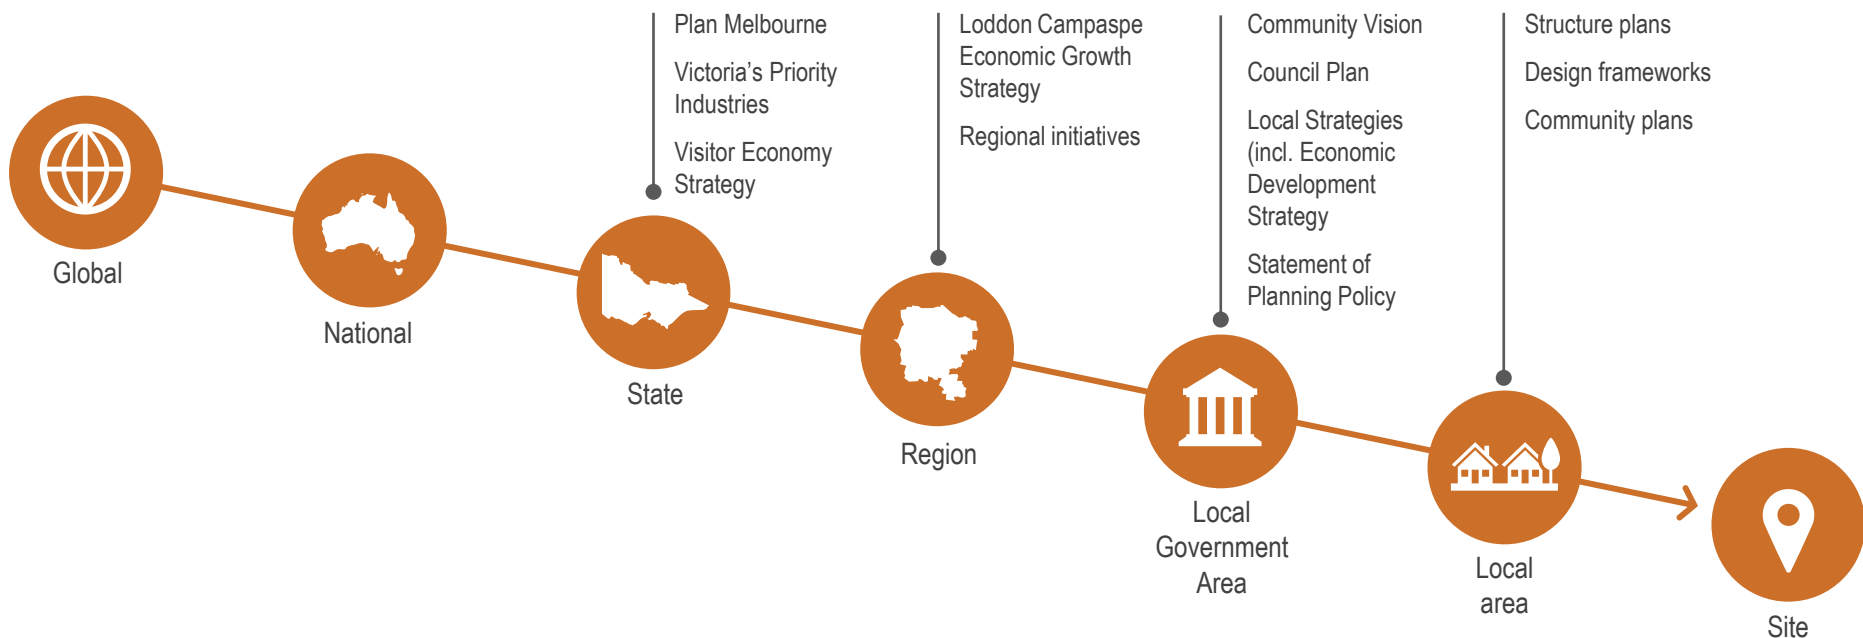 Plan Melbourne
Victoria's Priority
Industries
Visitor Economy
Strategy
Loddon Campaspe
Economic Growth
Strategy
Regional initiatives
Community Vision
Council Plan
Local Strategies
(incl. Economic
Development
Strategy
Statement of
Planning Policy
Structure plans
Design frameworks
Community plans
Global
National
State
Region
Local
Government
Area
Local
area
Site